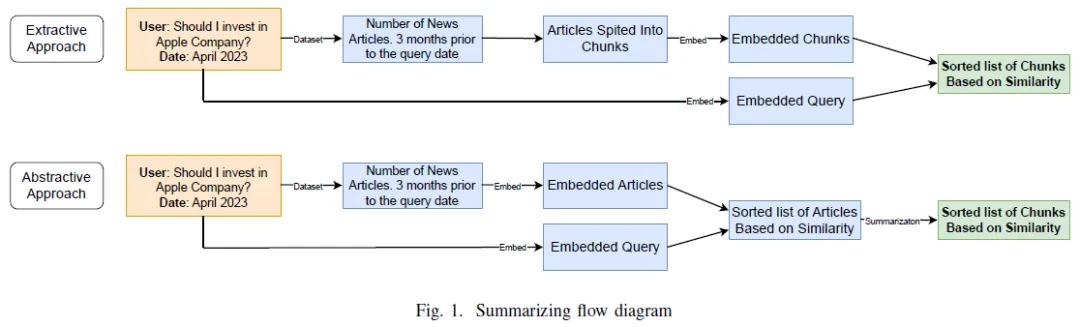 Extractive
Approach
User: Should I invest in
Apple Company?
Date: April 2023
Dataset
Number of News
Articles. 3 months prior
to the query date
Articles Spited Into
Chunks
Embed
Embedded Chunks
Embed
Embedded Query
Sorted list of Chunks
Based on Similarity
Abstractive
Approach
User: Should I invest in
Apple Company?
Date: April 2023
Dataset
Number of News
Articles. 3 months prior
to the query date
Embed
Embedded Articles
Embed
Embedded Query
Sorted list of Articles
Based on Similarity
Summarizaton
Sorted list of Chunks
Based on Similarity
Fig. 1. Summarizing flow diagram